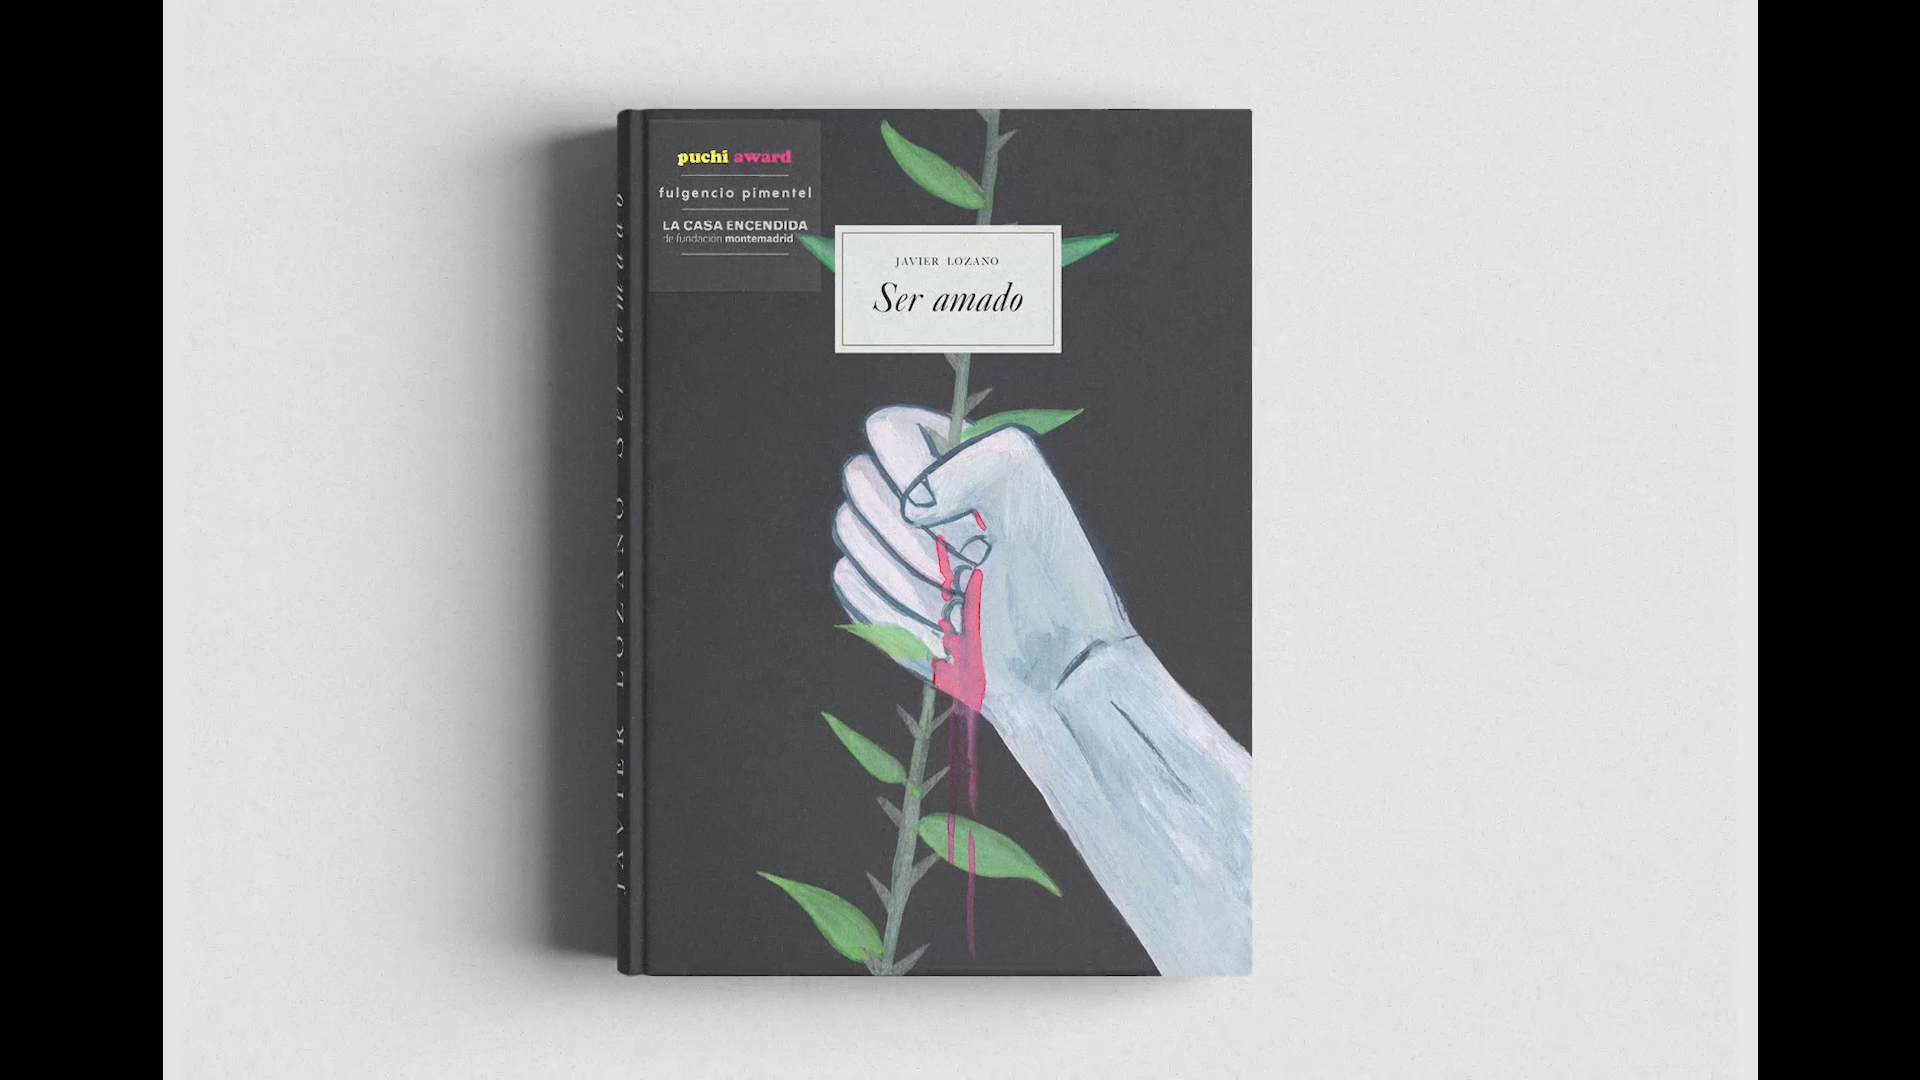 puchi award
fulgencio pimentel
LA CASA ENCENDIDA
de fundación montemadrid
JAVIER LOZANO
Ser amado
JAVIER LOZANO Ser amado